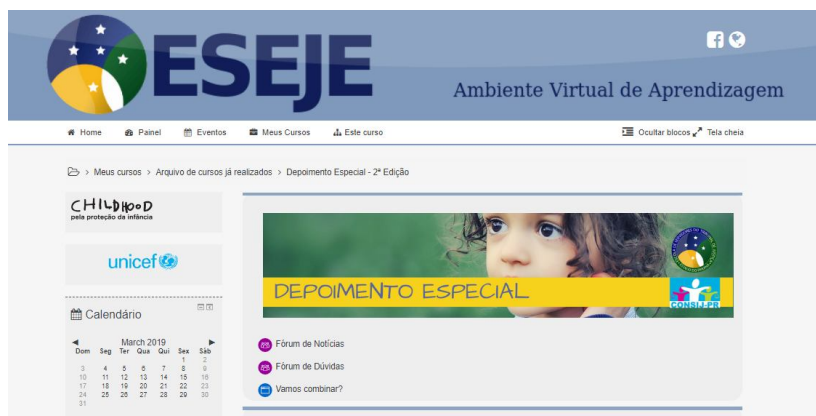 ESEJE
Ambiente Virtual de Aprendizagem
Home Painel Eventos Meus Cursos Este curso Ocultar blocos Tela cheia
> Meus cursos > Arquivo de cursos já realizados > Depoimento Especial - 2ª Edição
CHILDHOOD
pela proteção da infância
unicef
DEPOIMENTO ESPECIAL
CONSIJ-PR
Calendário
◄ March 2019 ►
Dom Seg Ter Qua Qui Sex Sáb
1 2
3 4 5 6 7 8 9
10 11 12 13 14 15 16
17 18 19 20 21 22 23
24 25 26 27 28 29 30
31
Fórum de Notícias
Fórum de Dúvidas
Vamos combinar?